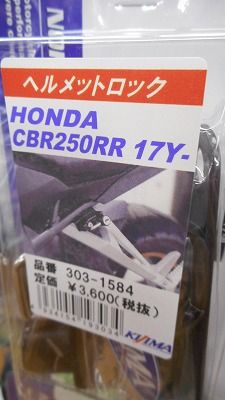 ヘルメットロック
HONDA
CBR250RR 17Y-
品番 303-1584
定価 ¥3,600(税抜)
KIJIMA